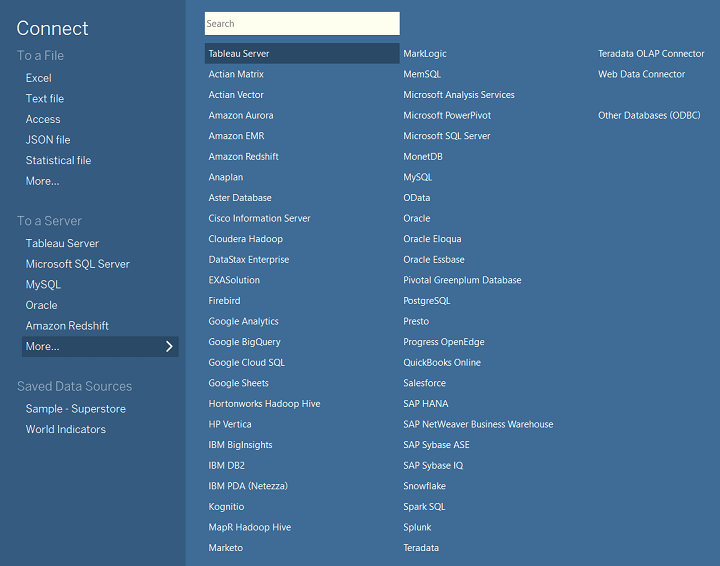 Connect
To a File
Excel
Text file
Access
JSON file
Statistical file
More...
To a Server
Tableau Server
Microsoft SQL Server
MySQL
Oracle
Amazon Redshift
More...
Saved Data Sources
Sample - Superstore
World Indicators
Search
Tableau Server
Actian Matrix
Actian Vector
Amazon Aurora
Amazon EMR
Amazon Redshift
Anaplan
Aster Database
Cisco Information Server
Cloudera Hadoop
DataStax Enterprise
EXASolution
Firebird
Google Analytics
Google BigQuery
Google Cloud SQL
Google Sheets
Hortonworks Hadoop Hive
HP Vertica
IBM BigInsights
IBM DB2
IBM PDA (Netezza)
Kognitio
MapR Hadoop Hive
Marketo
MarkLogic
MemSQL
Microsoft Analysis Services
Microsoft PowerPivot
Microsoft SQL Server
MonetDB
MySQL
OData
Oracle
Oracle Eloqua
Oracle Essbase
Pivotal Greenplum Database
PostgreSQL
Presto
Progress OpenEdge
QuickBooks Online
Salesforce
SAP HANA
SAP NetWeaver Business Warehouse
SAP Sybase ASE
SAP Sybase IQ
Snowflake
Spark SQL
Splunk
Teradata
Teradata OLAP Connector
Web Data Connector
Other Databases (ODBC)